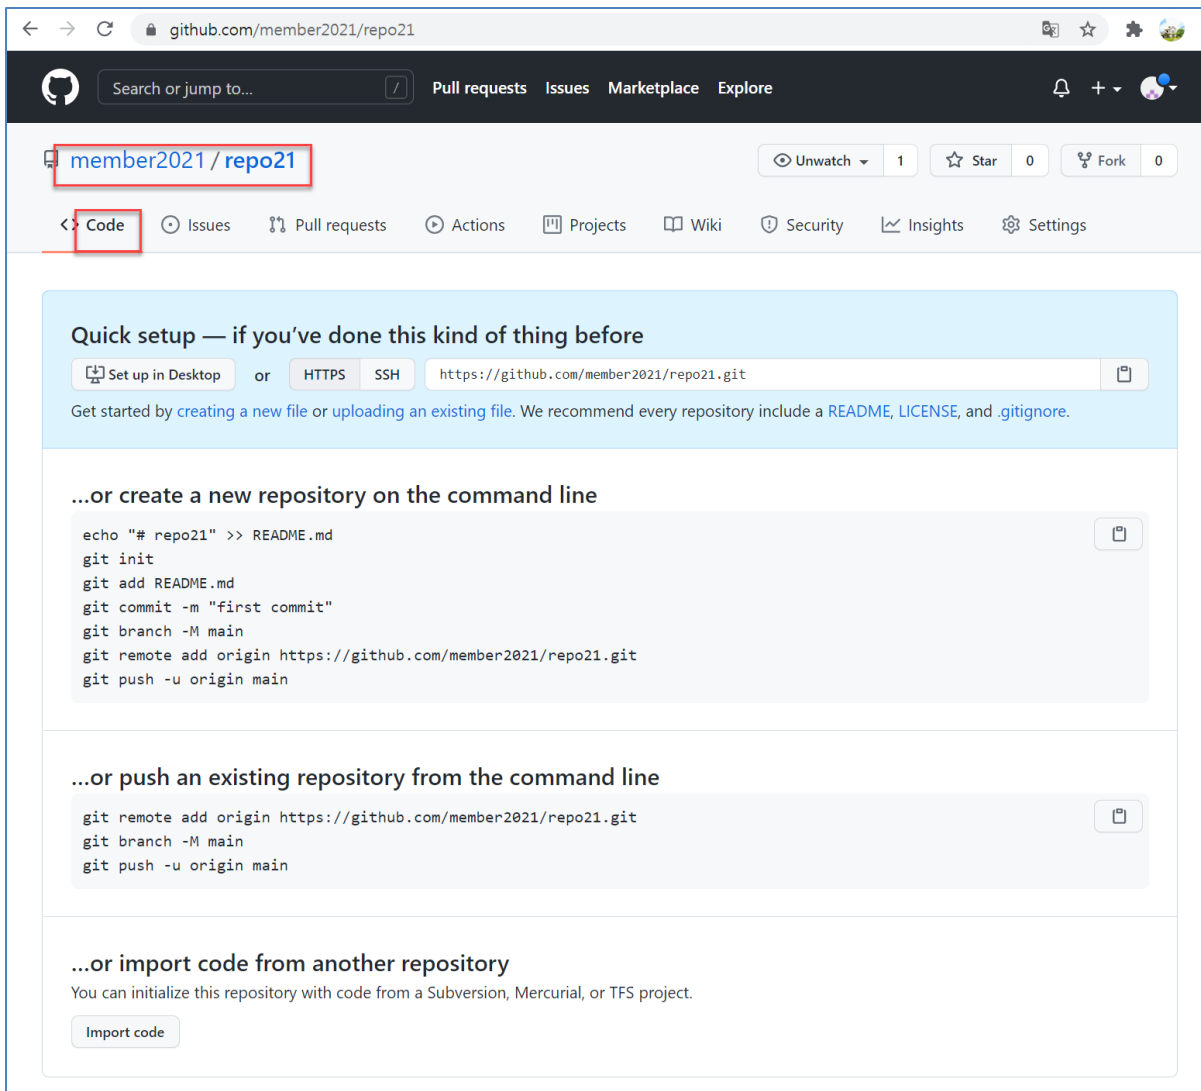 github.com/member2021/repo21
Search or jump to... / Pull requests Issues Marketplace Explore
member2021 / repo21 Unwatch 1 Star 0 Fork 0
<> Code Issues Pull requests Actions Projects Wiki Security Insights Settings
Quick setup — if you’ve done this kind of thing before
Set up in Desktop or HTTPS SSH https://github.com/member2021/repo21.git
Get started by creating a new file or uploading an existing file. We recommend every repository include a README, LICENSE, and .gitignore.
…or create a new repository on the command line
echo "# repo21" >> README.md
git init
git add README.md
git commit -m "first commit"
git branch -M main
git remote add origin https://github.com/member2021/repo21.git
git push -u origin main
…or push an existing repository from the command line
git remote add origin https://github.com/member2021/repo21.git
git branch -M main
git push -u origin main
…or import code from another repository
You can initialize this repository with code from a Subversion, Mercurial, or TFS project.
Import code